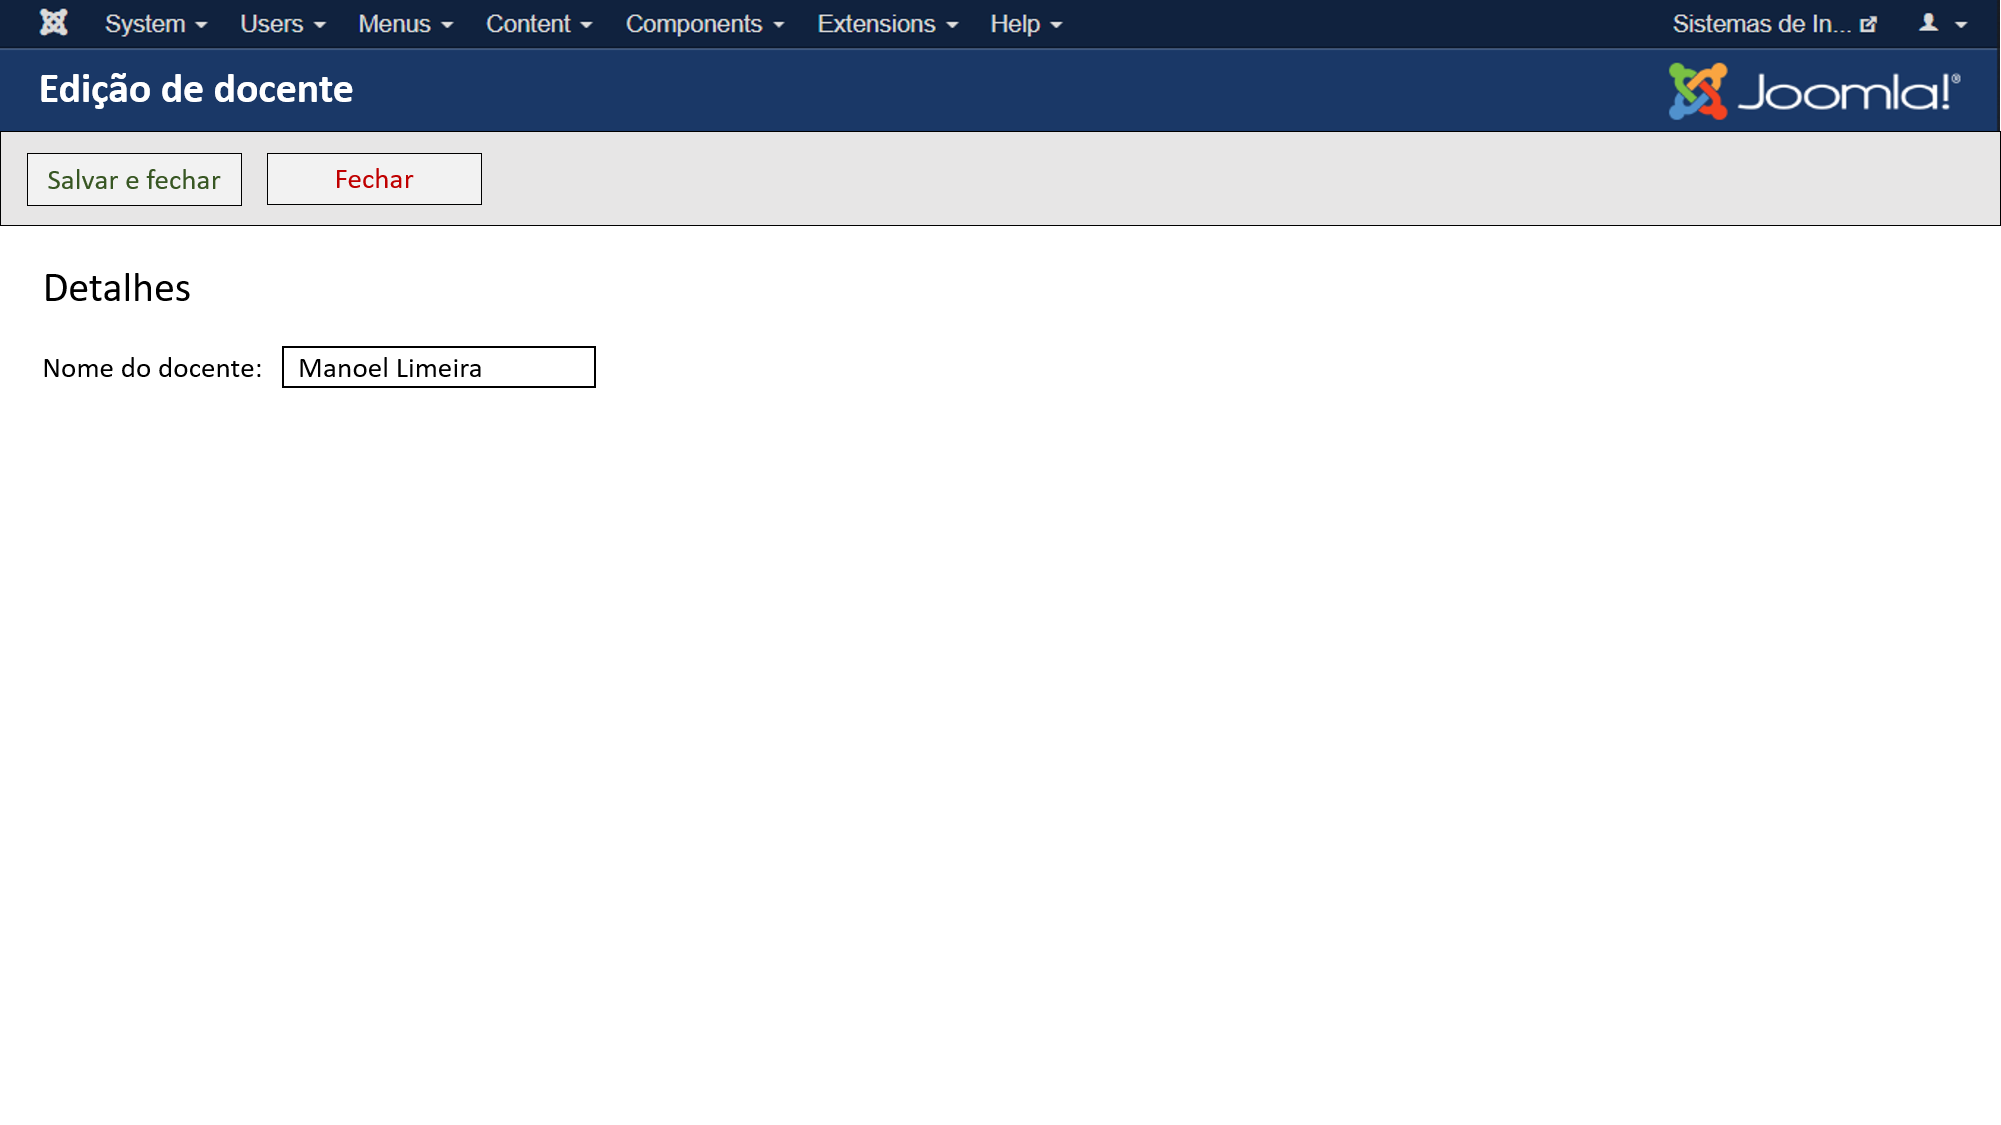 System Users Menus Content Components Extensions Help Sistemas de In...
Edição de docente
Joomla!®
Salvar e fechar Fechar
Detalhes
Nome do docente: Manoel Limeira